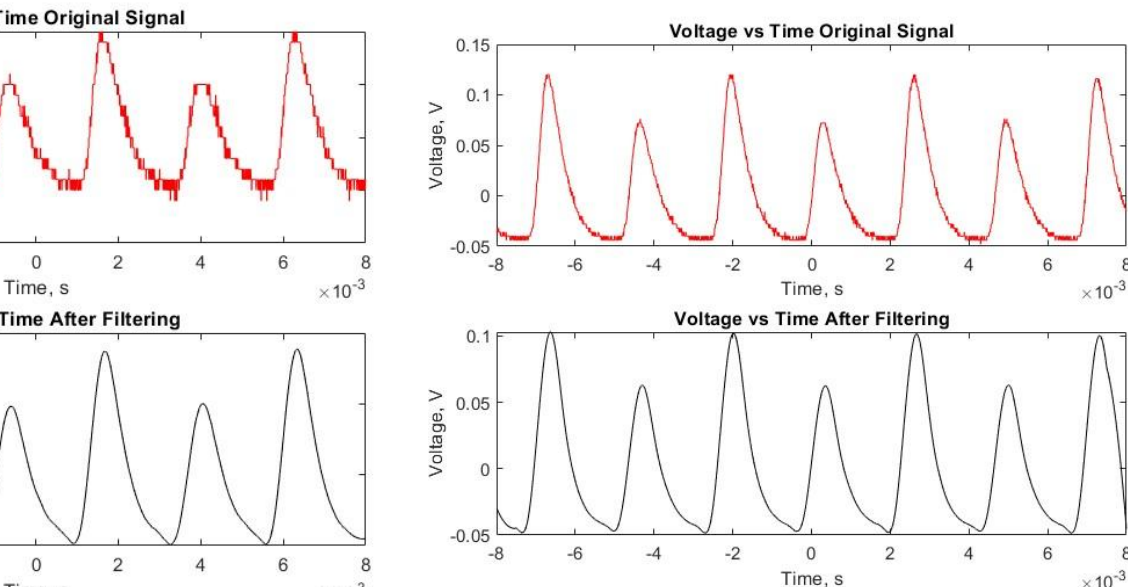 Time Original Signal
0 2 4 6 8
Time, s
×10⁻³
Time After Filtering
0 2 4 6 8
Voltage vs Time Original Signal
Voltage, V
0.15
0.1
0.05
0
-0.05
-8 -6 -4 -2 0 2 4 6 8
Time, s
×10⁻³
Voltage vs Time After Filtering
Voltage, V
0.1
0.05
0
-0.05
-8 -6 -4 -2 0 2 4 6 8
Time, s
×10⁻³